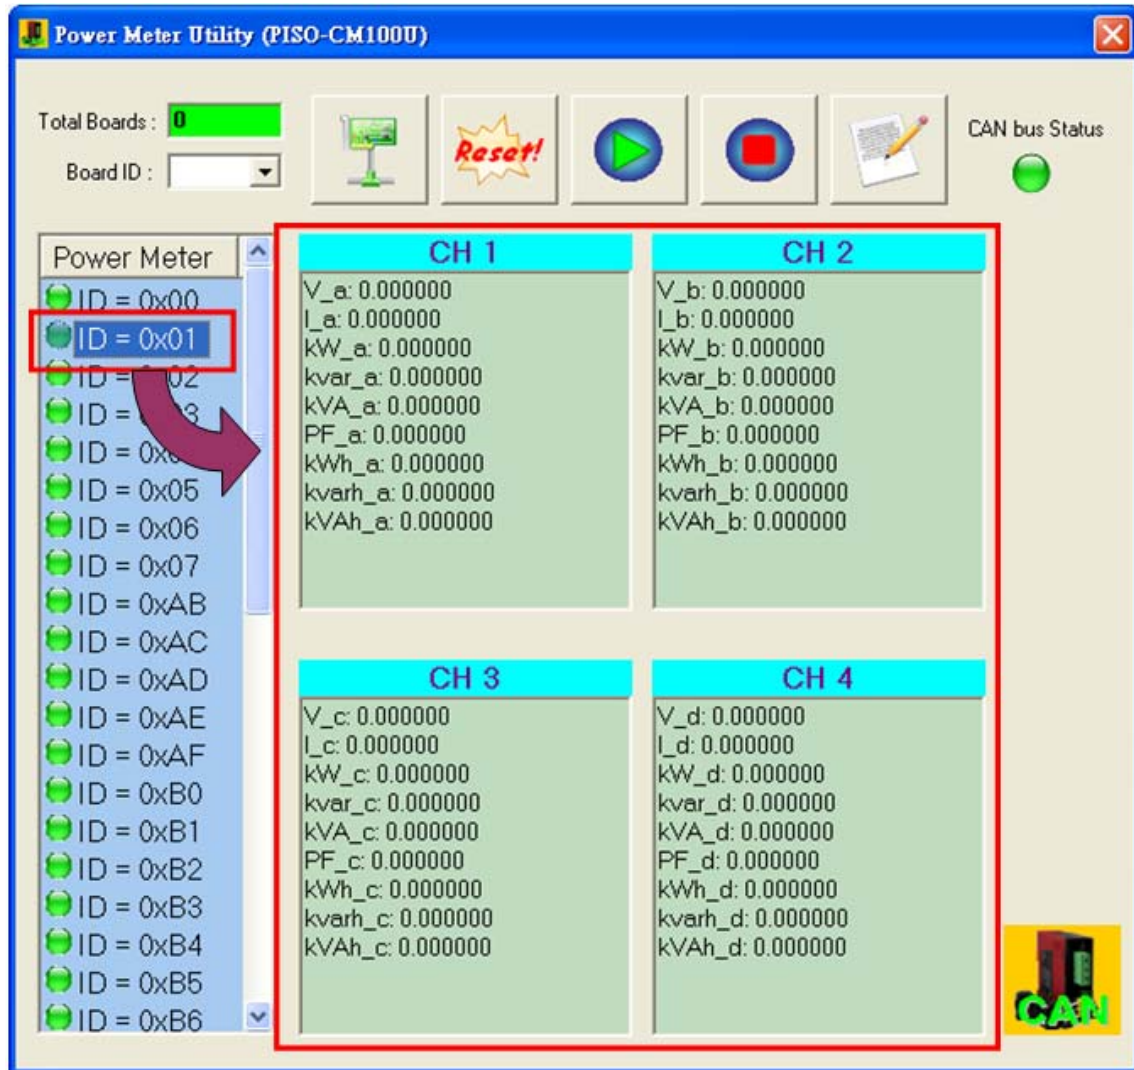 Power Meter Utility (PISO-CM100U)
Total Boards : 0
Board ID :
Reset!
CAN bus Status
Power Meter
ID = 0x00
ID = 0x01
ID = 0x02
ID = 0x03
ID = 0x0
ID = 0x05
ID = 0x06
ID = 0x07
ID = 0xAB
ID = 0xAC
ID = 0xAD
ID = 0xAE
ID = 0xAF
ID = 0xB0
ID = 0xB1
ID = 0xB2
ID = 0xB3
ID = 0xB4
ID = 0xB5
ID = 0xB6
CH 1
V_a: 0.000000
I_a: 0.000000
kW_a: 0.000000
kvar_a: 0.000000
kVA_a: 0.000000
PF_a: 0.000000
kWh_a: 0.000000
kvarh_a: 0.000000
kVAh_a: 0.000000
CH 2
V_b: 0.000000
I_b: 0.000000
kW_b: 0.000000
kvar_b: 0.000000
kVA_b: 0.000000
PF_b: 0.000000
kWh_b: 0.000000
kvarh_b: 0.000000
kVAh_b: 0.000000
CH 3
V_c: 0.000000
I_c: 0.000000
kW_c: 0.000000
kvar_c: 0.000000
kVA_c: 0.000000
PF_c: 0.000000
kWh_c: 0.000000
kvarh_c: 0.000000
kVAh_c: 0.000000
CH 4
V_d: 0.000000
I_d: 0.000000
kW_d: 0.000000
kvar_d: 0.000000
kVA_d: 0.000000
PF_d: 0.000000
kWh_d: 0.000000
kvarh_d: 0.000000
kVAh_d: 0.000000
CAN